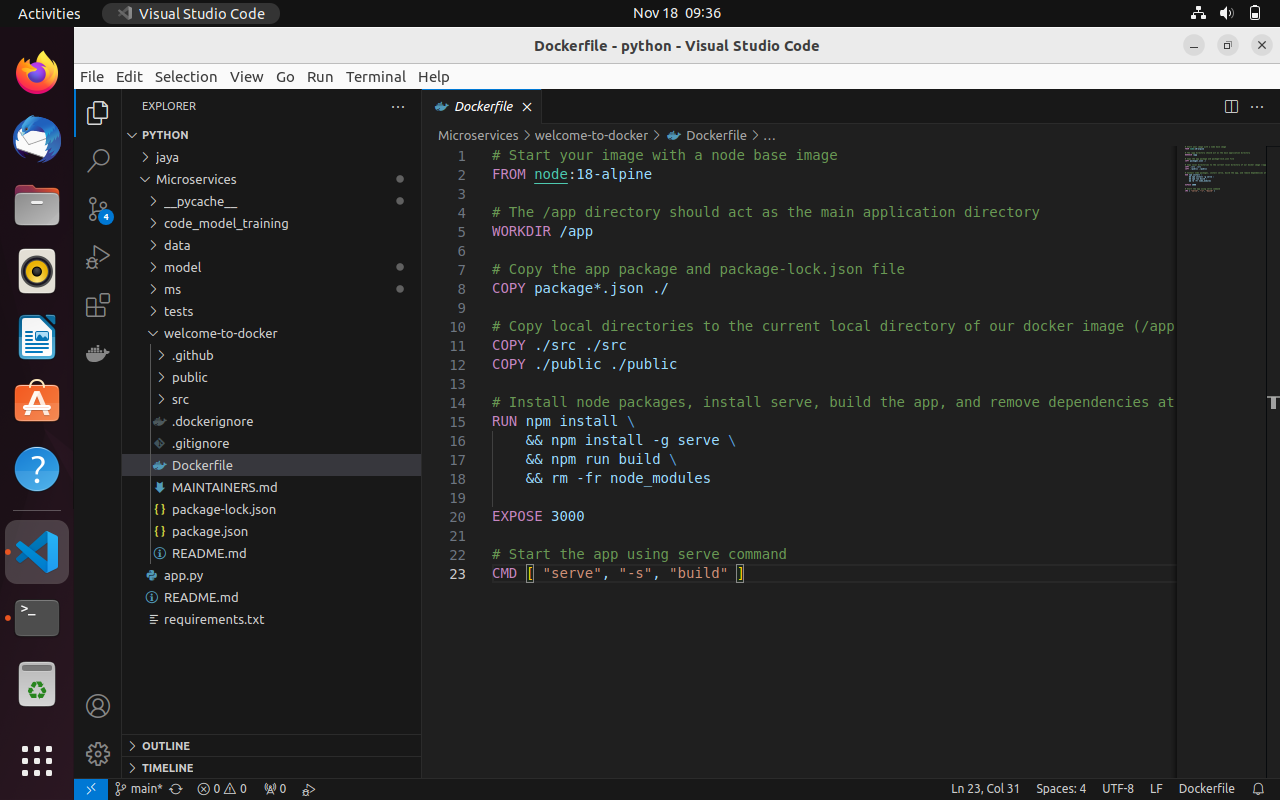 Activities
Visual Studio Code
Nov 18 09:36
Dockerfile - python - Visual Studio Code
File Edit Selection View Go Run Terminal Help
EXPLORER
PYTHON
jaya
Microservices
__pycache__
code_model_training
data
model
ms
tests
welcome-to-docker
.github
public
src
.dockerignore
.gitignore
Dockerfile
MAINTAINERS.md
package-lock.json
package.json
README.md
app.py
README.md
requirements.txt
OUTLINE
TIMELINE
4
Dockerfile
Microservices > welcome-to-docker > Dockerfile > ...
1 # Start your image with a node base image
2 FROM node:18-alpine
3
4 # The /app directory should act as the main application directory
5 WORKDIR /app
6
7 # Copy the app package and package-lock.json file
8 COPY package*.json ./
9
10 # Copy local directories to the current local directory of our docker image (/app
11 COPY ./src ./src
12 COPY ./public ./public
13
14 # Install node packages, install serve, build the app, and remove dependencies at
15 RUN npm install \
16 && npm install -g serve \
17 && npm run build \
18 && rm -fr node_modules
19
20 EXPOSE 3000
21
22 # Start the app using serve command
23 CMD [ "serve", "-s", "build" ]
main* 0 0 0
Ln 23, Col 31 Spaces: 4 UTF-8 LF Dockerfile